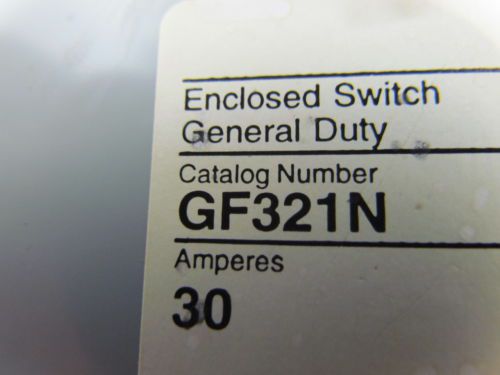 Enclosed Switch
General Duty
Catalog Number
GF321N
Amperes
30